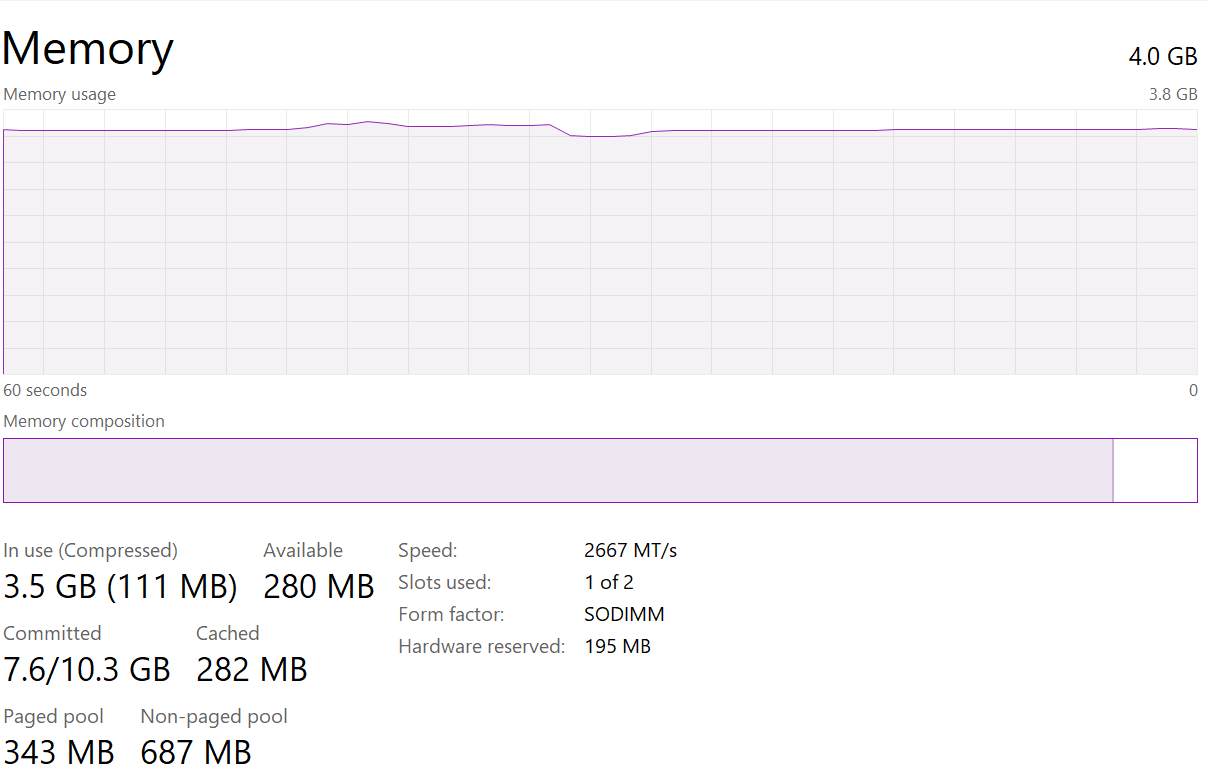 Memory 4.0 GB
Memory usage 3.8 GB
60 seconds 0
Memory composition
In use (Compressed) Available Speed: 2667 MT/s
3.5 GB (111 MB) 280 MB Slots used: 1 of 2
Form factor: SODIMM
Committed Cached Hardware reserved: 195 MB
7.6/10.3 GB 282 MB
Paged pool Non-paged pool
343 MB 687 MB